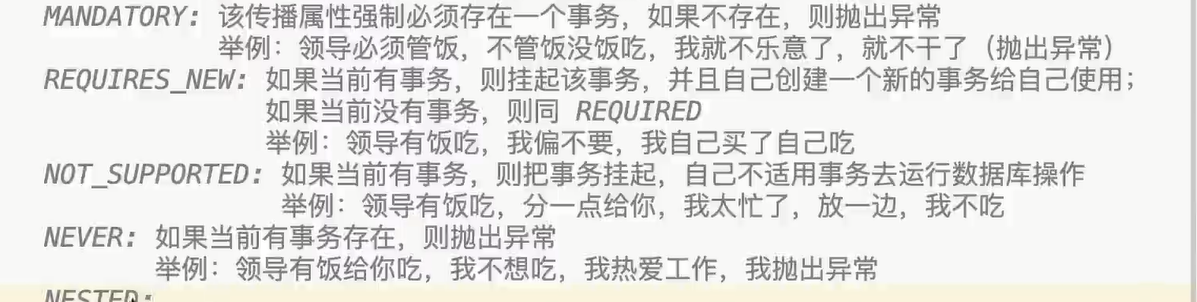 MANDATORY: 该传播属性强制必须存在一个事务，如果不存在，则抛出异常
举例：领导必须管饭，不管饭没饭吃，我就不乐意了，就不干了（抛出异常）
REQUIRES_NEW: 如果当前有事务，则挂起该事务，并且自己创建一个新的事务给自己使用；
如果当前没有事务，则同 REQUIRED
举例：领导有饭吃，我偏不要，我自己买了自己吃
NOT_SUPPORTED: 如果当前有事务，则把事务挂起，自己不适用事务去运行数据库操作
举例：领导有饭吃，分一点给你，我太忙了，放一边，我不吃
NEVER: 如果当前有事务存在，则抛出异常
举例：领导有饭给你吃，我不想吃，我热爱工作，我抛出异常
NESTED: